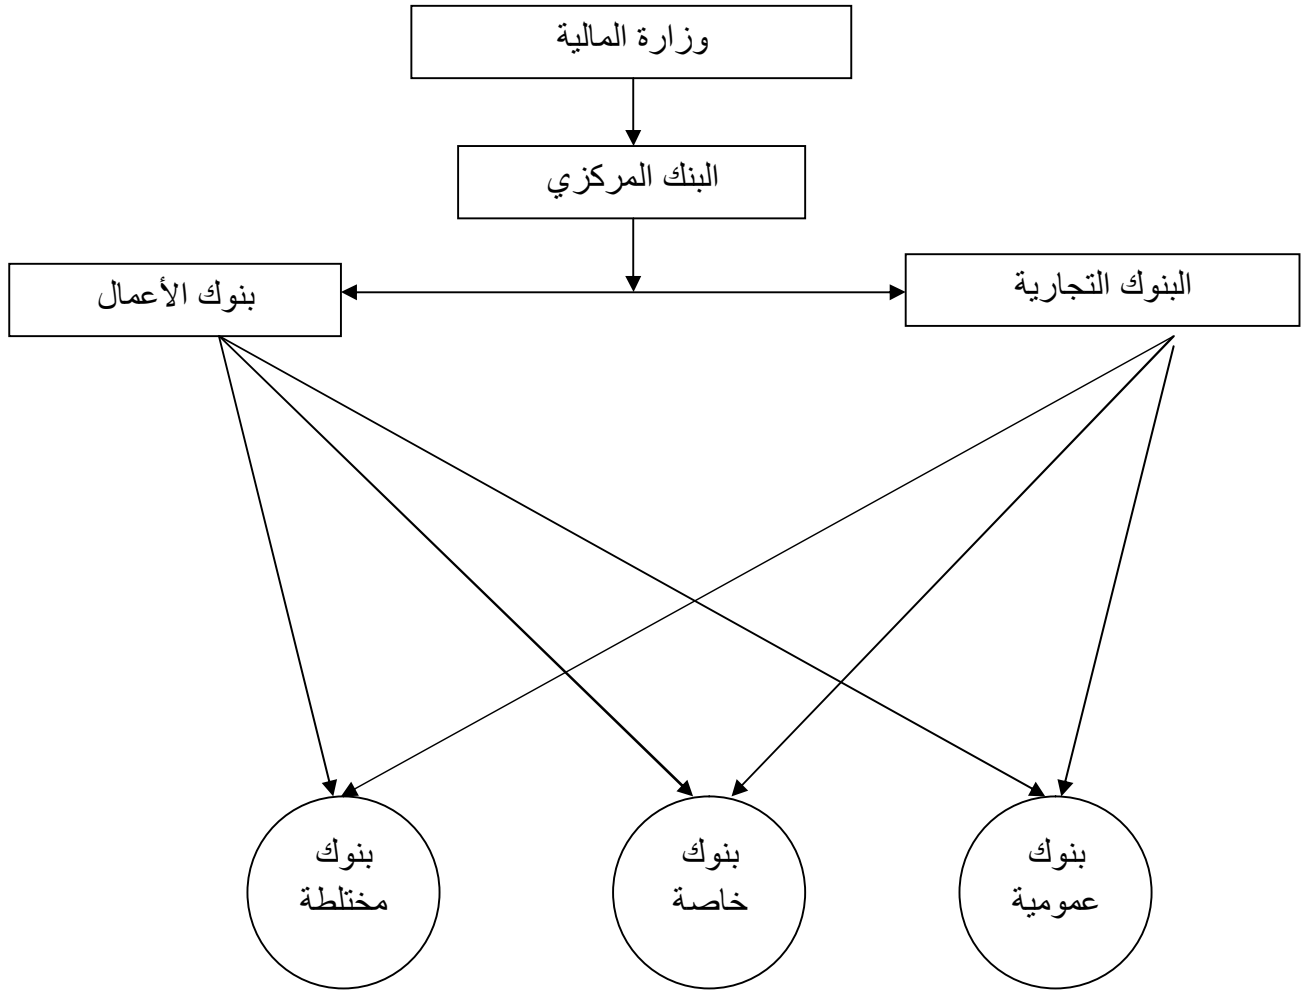 وزارة المالية
البنك المركزي
البنوك التجارية
بنوك الأعمال
بنوك
عمومية
بنوك
خاصة
بنوك
مختلطة